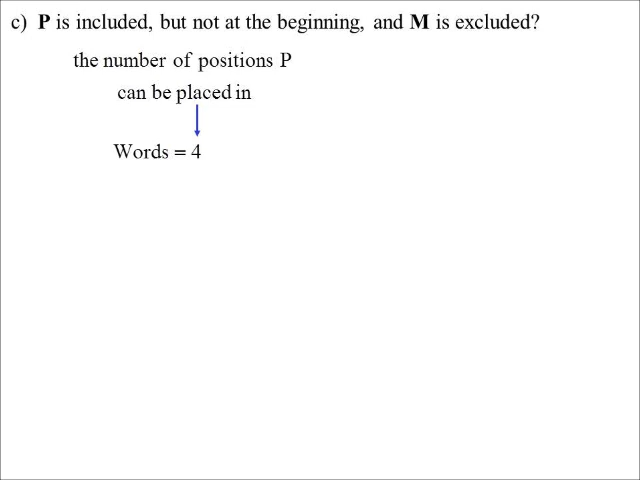 c) P is included, but not at the beginning, and M is excluded?
the number of positions P
can be placed in
Words = 4